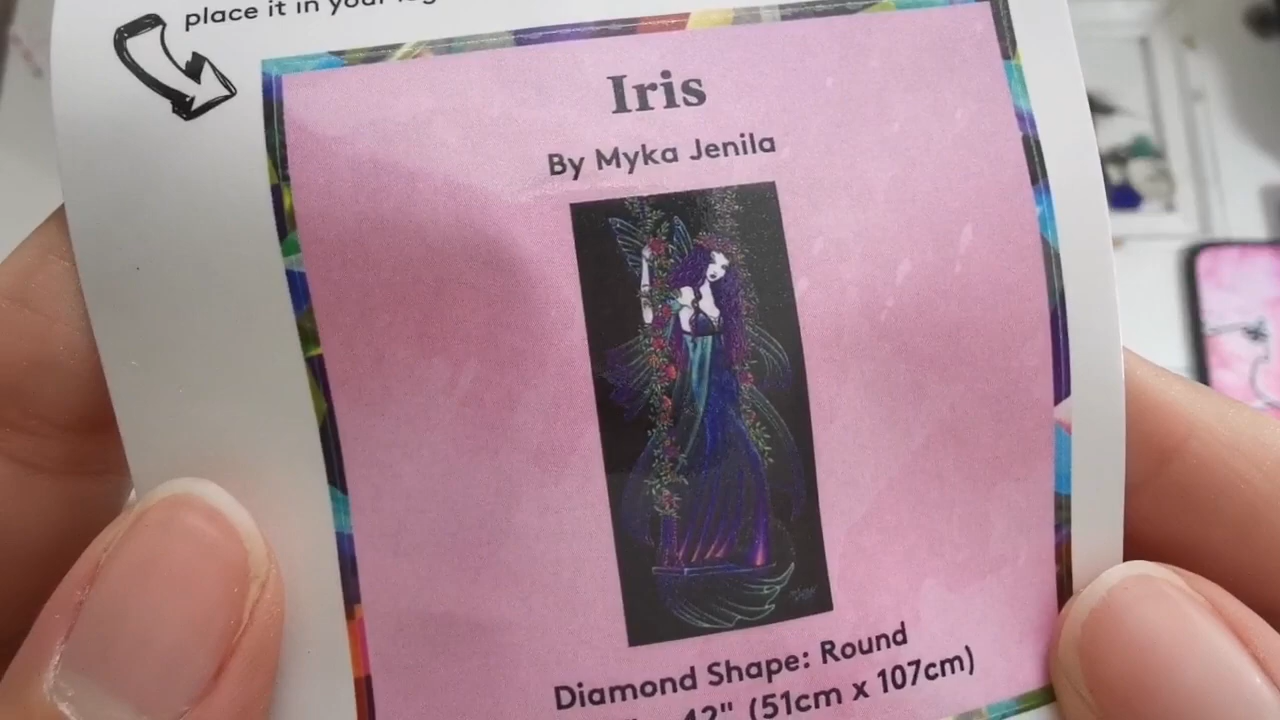 place it in your
Iris
By Myka Jenila
Diamond Shape: Round
42" (51cm x 107cm)